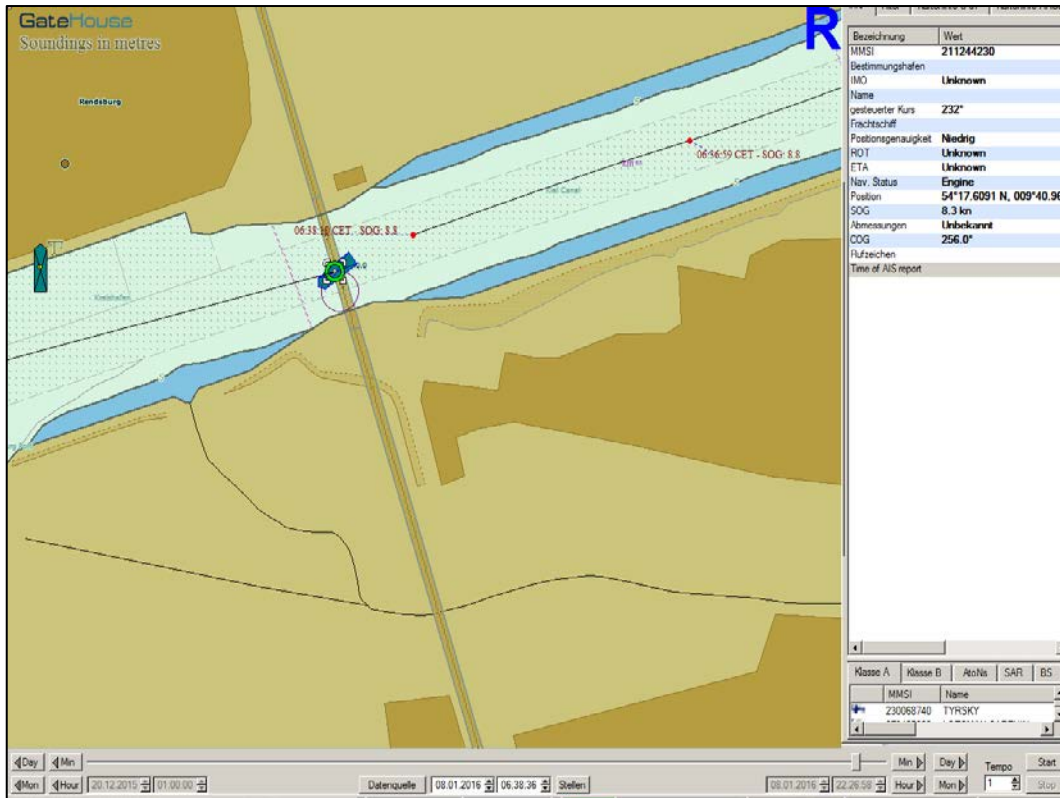 GateHouse
Soundings in metres
R
Rendsburg
06:36:59 CET - SOG: 8.8
Kiel Canal
CET - SOG: 8.8
Kreishafen
Bezeichnung Wert
MMSI 211244230
Bestimmungshafen
IMO Unknown
Name
gesteuerter Kurs 232°
Frachtschiff
Positionsgenauigkeit Niedrig
ROT Unknown
ETA Unknown
Nav. Status Engine
Position 54°17.6091 N, 009°40.96
SOG 8.3 kn
Abmessungen Unbekannt
COG 256.0°
Rufzeichen
Time of AIS report
Klasse A Klasse B AtoNs SAR BS
MMSI Name
230068740 TYRSKY
Day Min Min Day Tempo Start
Mon Hour 20.12.2015 01.00.00 Datenquelle 08.01.2016 06.38.36 Stellen 08.01.2016 22.26.58 Hour Mon 1 Stop